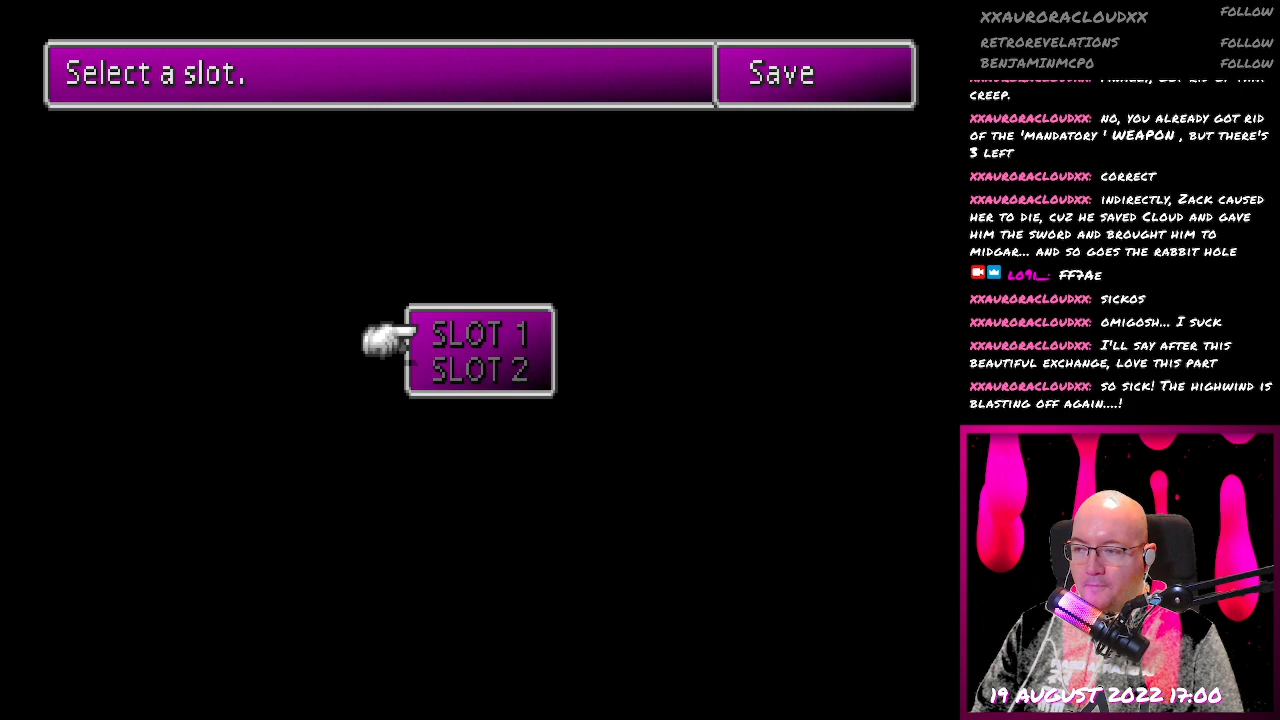 Select a slot.
Save
SLOT 1
SLOT 2
XXAURORACLOUDXX FOLLOW
RETROREVELATIONS FOLLOW
BENJAMINMCPO FOLLOW
CREEP.
XXAURORACLOUDXX: NO, YOU ALREADY GOT RID
OF THE 'MANDATORY ' WEAPON , BUT THERE'S
3 LEFT
XXAURORACLOUDXX: CORRECT
XXAURORACLOUDXX: INDIRECTLY, ZACK CAUSED
HER TO DIE, CUZ HE SAVED CLOUD AND GAVE
HIM THE SWORD AND BROUGHT HIM TO
MIDGAR... AND SO GOES THE RABBIT HOLE
LO9I_: FF7AE
XXAURORACLOUDXX: SICKOS
XXAURORACLOUDXX: OMIGOSH... I SUCK
XXAURORACLOUDXX: I'LL SAY AFTER THIS
BEAUTIFUL EXCHANGE, LOVE THIS PART
XXAURORACLOUDXX: SO SICK! THE HIGHWIND IS
BLASTING OFF AGAIN....!
19 AUGUST 2022 17:00